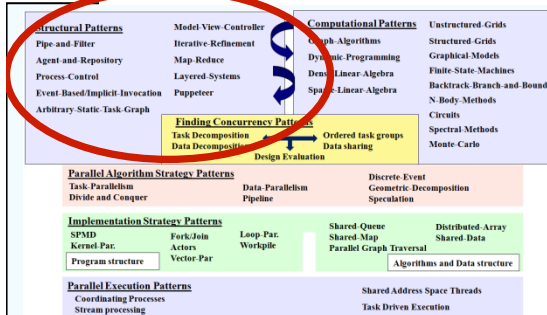 Structural Patterns
Pipe-and-Filter
Agent-and-Repository
Process-Control
Event-Based/Implicit-Invocation
Arbitrary-Static-Task-Graph
Model-View-Controller
Iterative-Refinement
Map-Reduce
Layered-Systems
Puppeteer
Computational Patterns
Graph-Algorithms
Dynamic-Programming
Dense-Linear-Algebra
Sparse-Linear-Algebra
Unstructured-Grids
Structured-Grids
Graphical-Models
Finite-State-Machines
Backtrack-Branch-and-Bound
N-Body-Methods
Circuits
Spectral-Methods
Monte-Carlo
Finding Concurrency Patterns
Task Decomposition
Data Decomposition
Ordered task groups
Data sharing
Design Evaluation
Parallel Algorithm Strategy Patterns
Task-Parallelism
Divide and Conquer
Data-Parallelism
Pipeline
Discrete-Event
Geometric-Decomposition
Speculation
Implementation Strategy Patterns
SPMD
Kernel-Par.
Fork/Join
Actors
Vector-Par
Loop-Par.
Workpile
Program structure
Shared-Queue
Shared-Map
Parallel Graph Traversal
Distributed-Array
Shared-Data
Algorithms and Data structure
Parallel Execution Patterns
Coordinating Processes
Stream processing
Shared Address Space Threads
Task Driven Execution